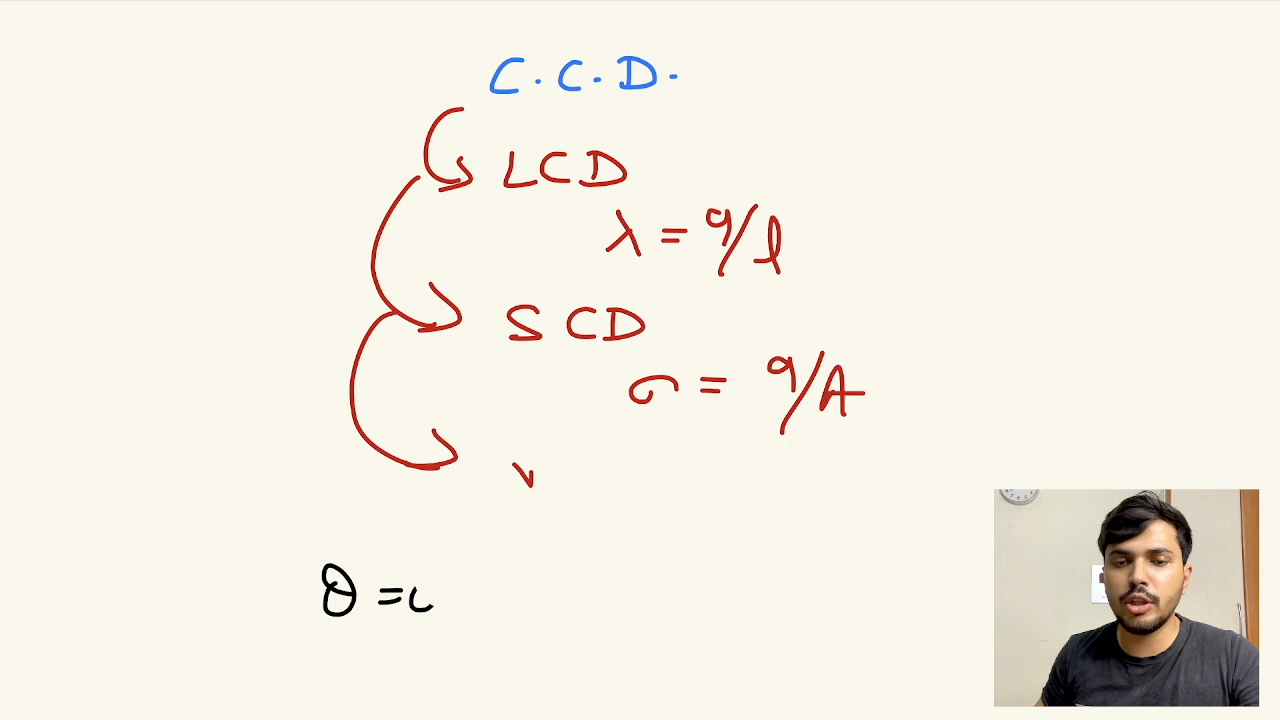 C.C.D.
LCD
λ = q/l
SCD
σ = q/A
V
θ =